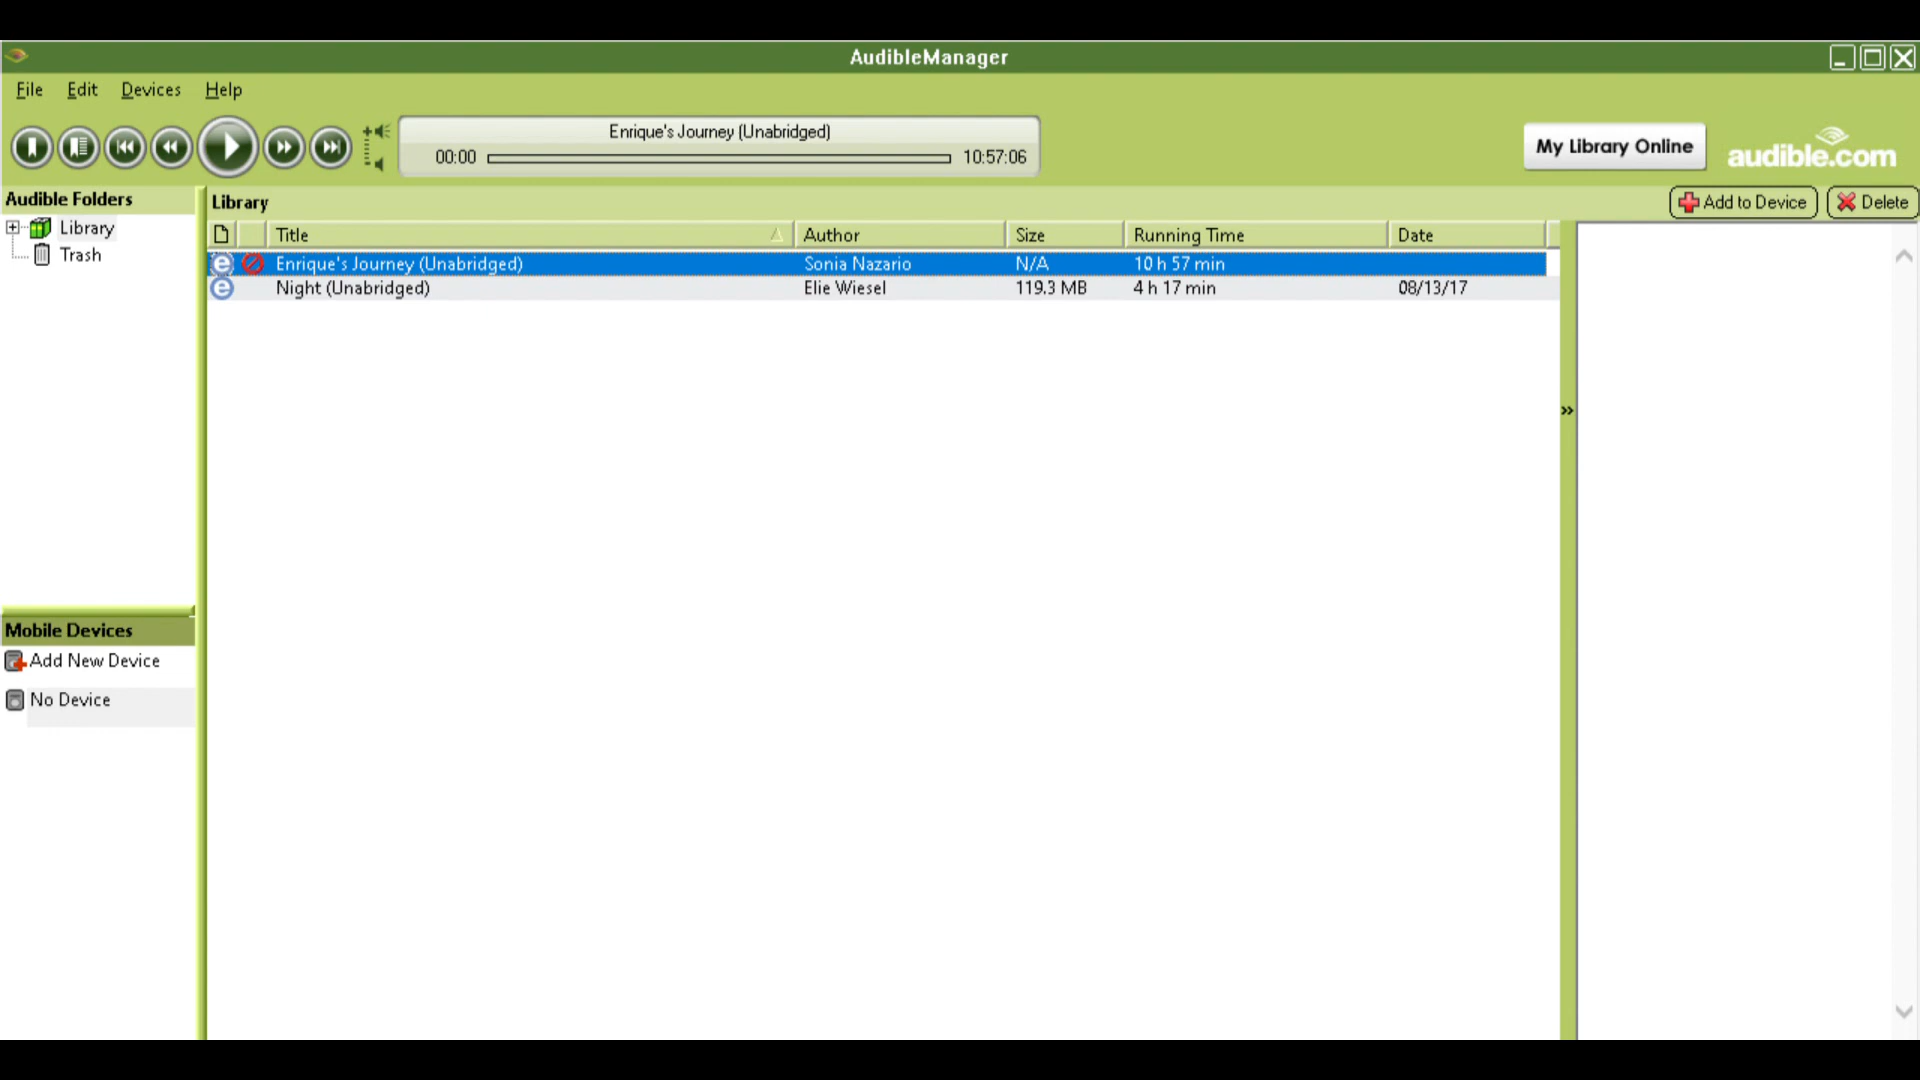 AudibleManager
File Edit Devices Help
Enrique's Journey (Unabridged)
00:00 10:57:06
My Library Online
audible.com
Audible Folders
Library
Trash
Library
Add to Device Delete
Title Author Size Running Time Date
Enrique's Journey (Unabridged) Sonia Nazario N/A 10 h 57 min
Night (Unabridged) Elie Wiesel 119.3 MB 4 h 17 min 08/13/17
Mobile Devices
Add New Device
No Device